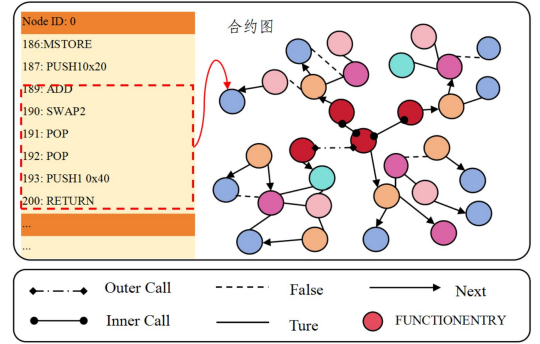 Node ID: 0
186:MSTORE
187: PUSH10x20
189: ADD
190: SWAP2
191: POP
192: POP
193: PUSH1 0x40
200: RETURN
...
...
合约图
Outer Call
False
Next
Inner Call
Ture
FUNCTIONENTRY